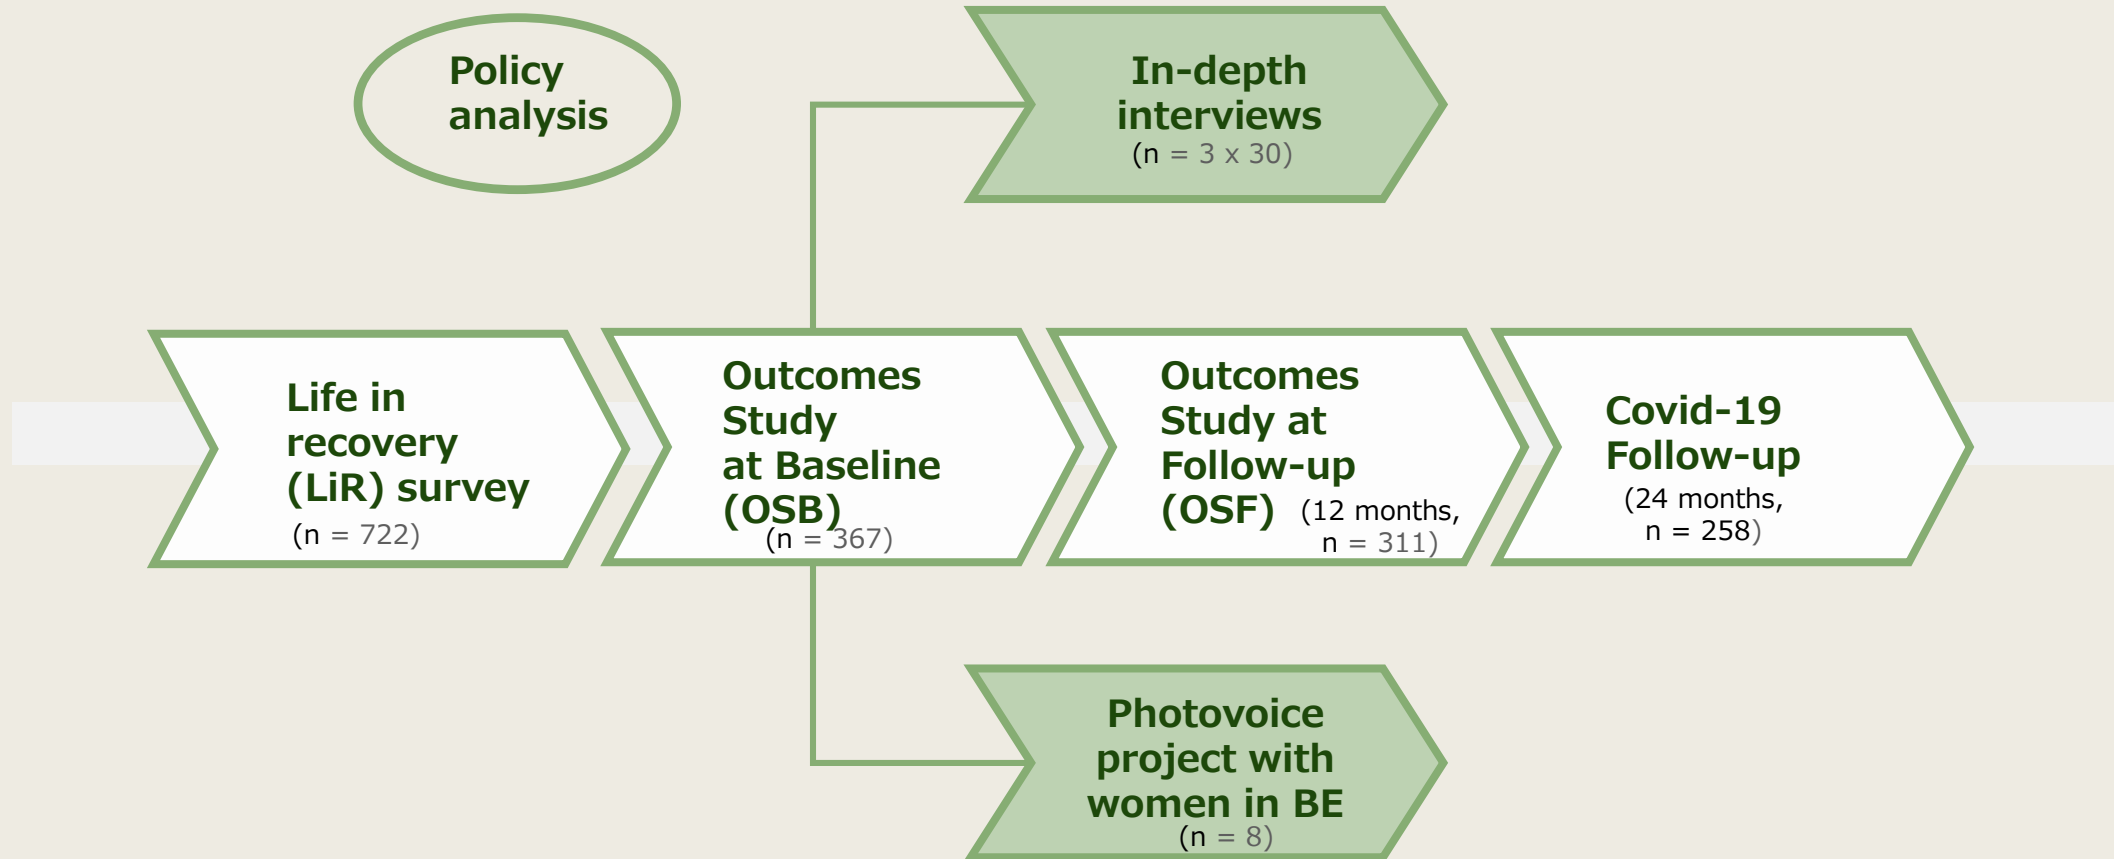 Policy
analysis
In-depth
interviews
(n = 3 x 30)
Life in
recovery
(LiR) survey
(n = 722)
Outcomes
Study
at Baseline
(OSB)
(n = 367)
Outcomes
Study at
Follow-up
(OSF) (12 months,
n = 311)
Covid-19
Follow-up
(24 months,
n = 258)
Photovoice
project with
women in BE
(n = 8)